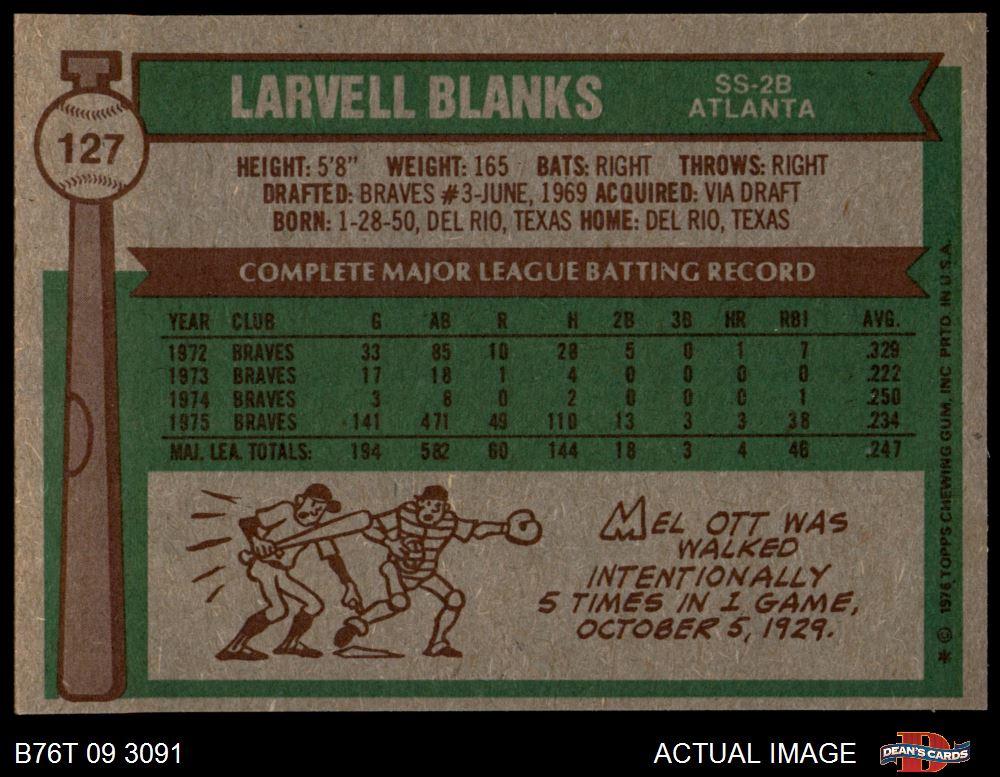 LARVELL BLANKS
SS-2B
ATLANTA
127
HEIGHT: 5'8" WEIGHT: 165 BATS: RIGHT THROWS: RIGHT
DRAFTED: BRAVES #3-JUNE, 1969 ACQUIRED: VIA DRAFT
BORN: 1-28-50, DEL RIO, TEXAS HOME: DEL RIO, TEXAS
COMPLETE MAJOR LEAGUE BATTING RECORD
YEAR CLUB G AB R H 2B 3B HR RBI AVG.
1972 BRAVES 33 85 10 28 5 0 1 7 .329
1973 BRAVES 17 18 1 4 0 0 0 0 .222
1974 BRAVES 3 8 0 2 0 0 0 1 .250
1975 BRAVES 141 471 49 110 13 3 3 38 .234
MAJ. LEA. TOTALS: 194 582 60 144 18 3 4 46 .247
MEL OTT WAS
WALKED
INTENTIONALLY
5 TIMES IN 1 GAME,
OCTOBER 5, 1929.
* © 1976 TOPPS CHEWING GUM, INC PRTD. IN U.S.A.
B76T 09 3091
ACTUAL IMAGE
D
DEAN'S CARDS